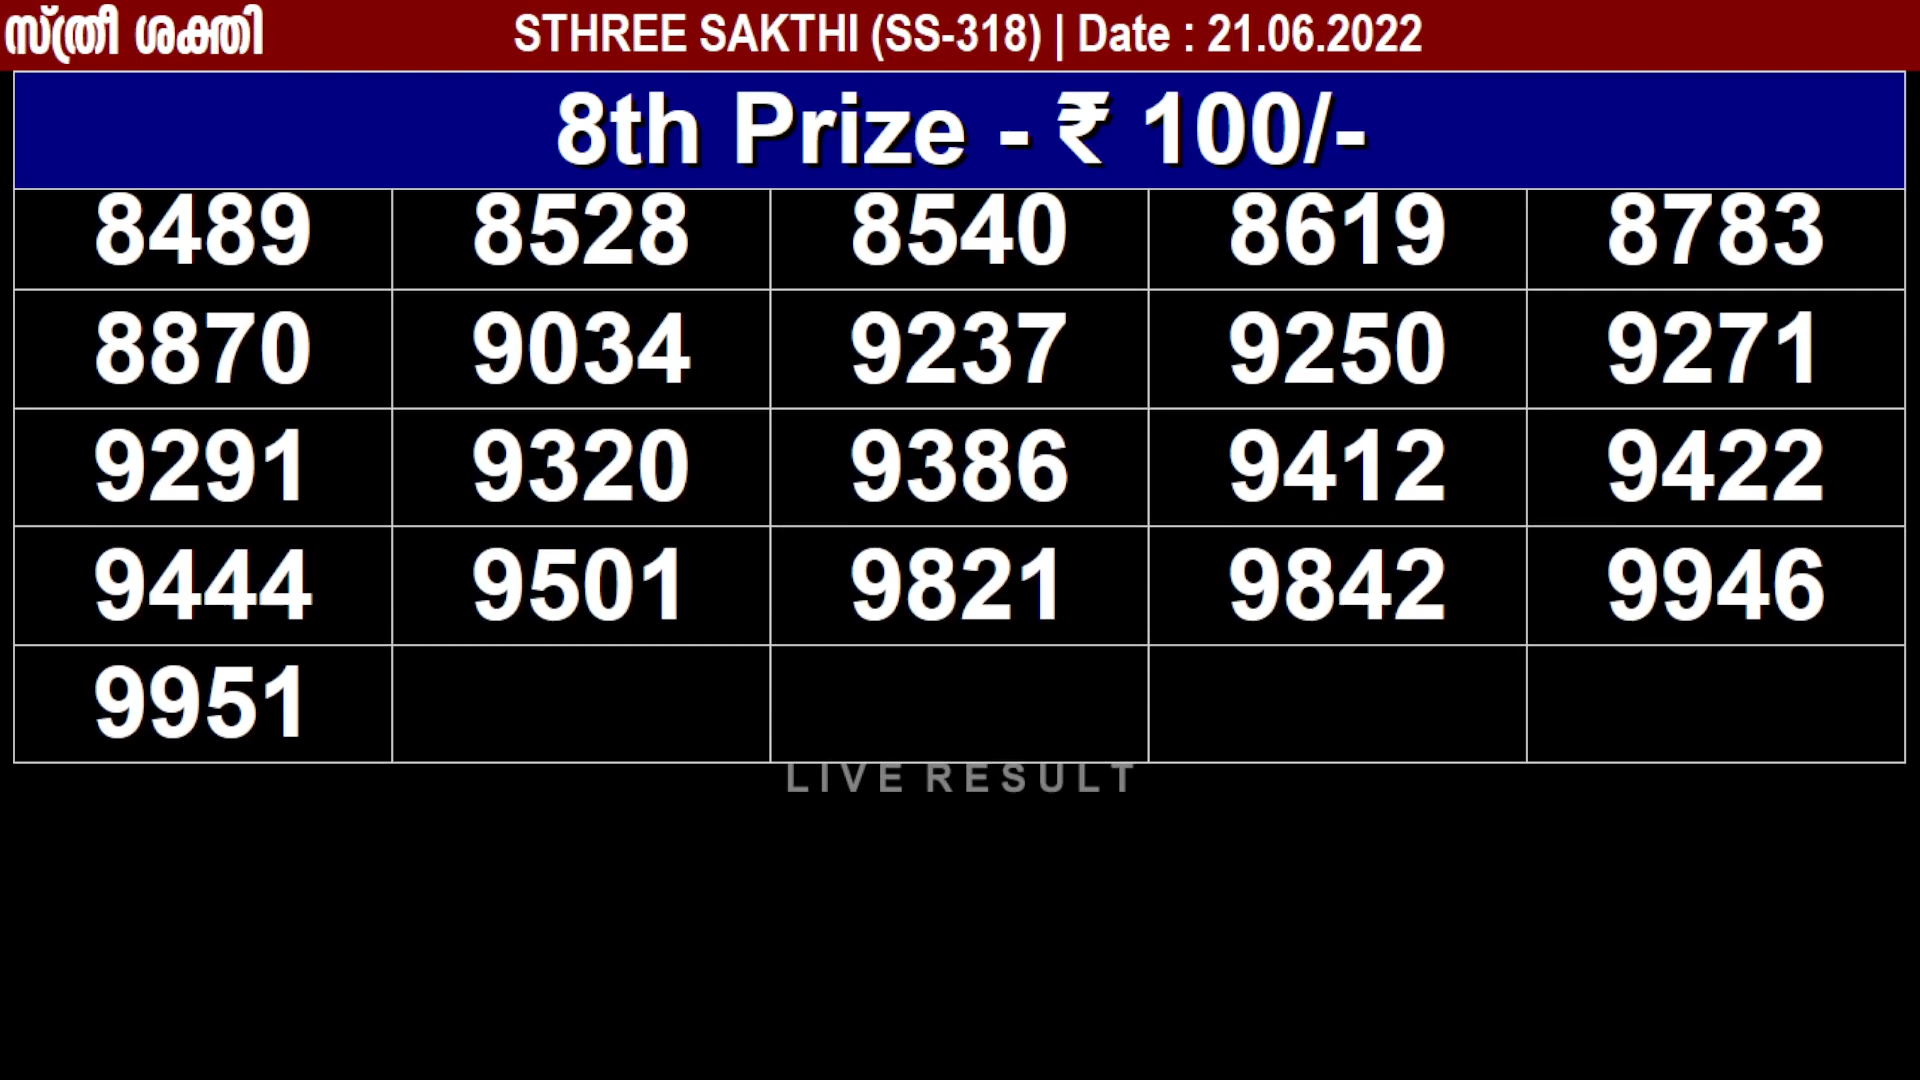 സ്ത്രീ ശക്തി STHREE SAKTHI (SS-318) | Date : 21.06.2022
8th Prize - ₹ 100/-
8489 8528 8540 8619 8783
8870 9034 9237 9250 9271
9291 9320 9386 9412 9422
9444 9501 9821 9842 9946
9951
LIVE RESULT